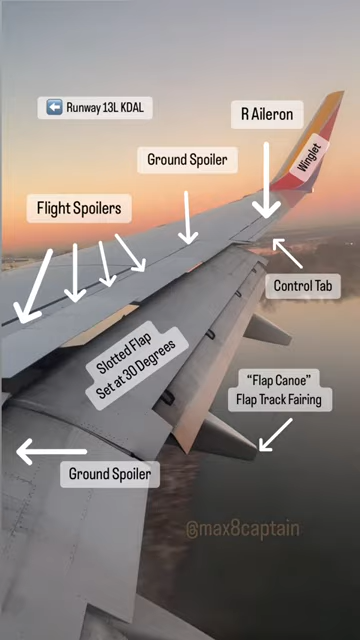 ⬅️ Runway 13L KDAL
R Aileron
Winglet
Ground Spoiler
Flight Spoilers
Control Tab
Slotted Flap
Set at 30 Degrees
“Flap Canoe”
Flap Track Fairing
Ground Spoiler
@max8captain